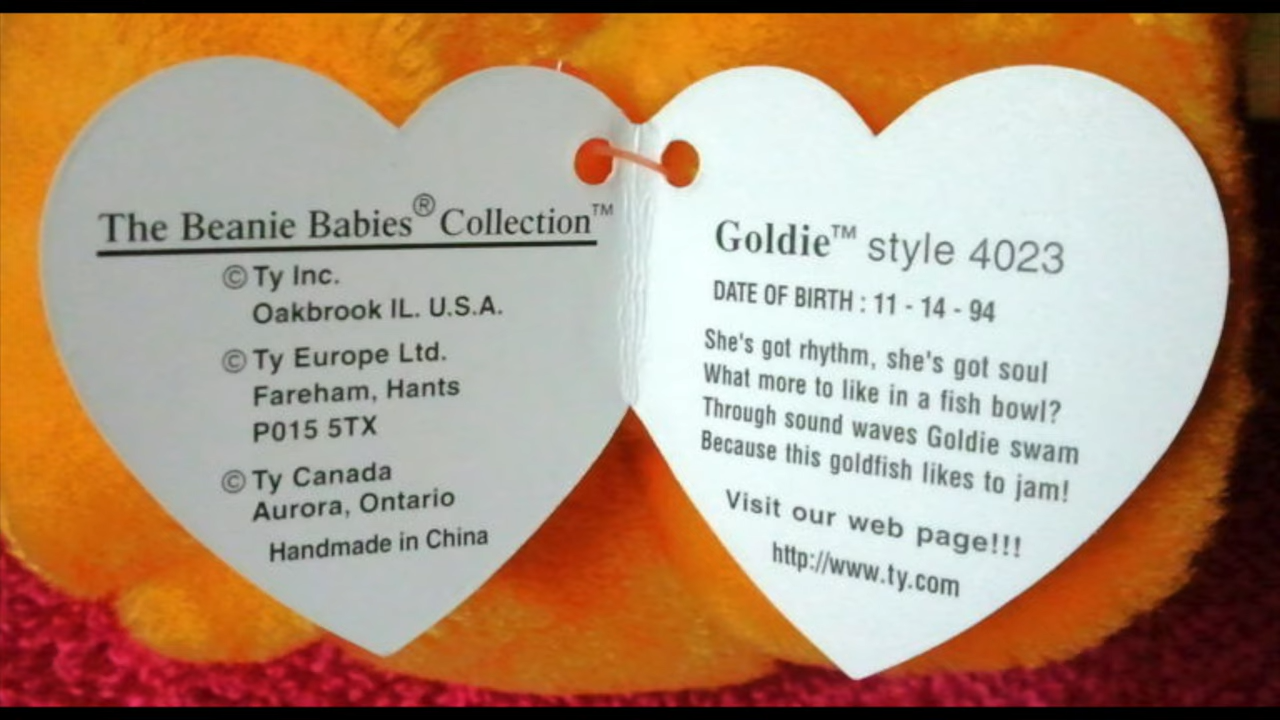 The Beanie Babies® Collection™
© Ty Inc.
Oakbrook IL. U.S.A.
© Ty Europe Ltd.
Fareham, Hants
P015 5TX
© Ty Canada
Aurora, Ontario
Handmade in China
Goldie™ style 4023
DATE OF BIRTH : 11 - 14 - 94
She's got rhythm, she's got soul
What more to like in a fish bowl?
Through sound waves Goldie swam
Because this goldfish likes to jam!
Visit our web page!!!
http://www.ty.com